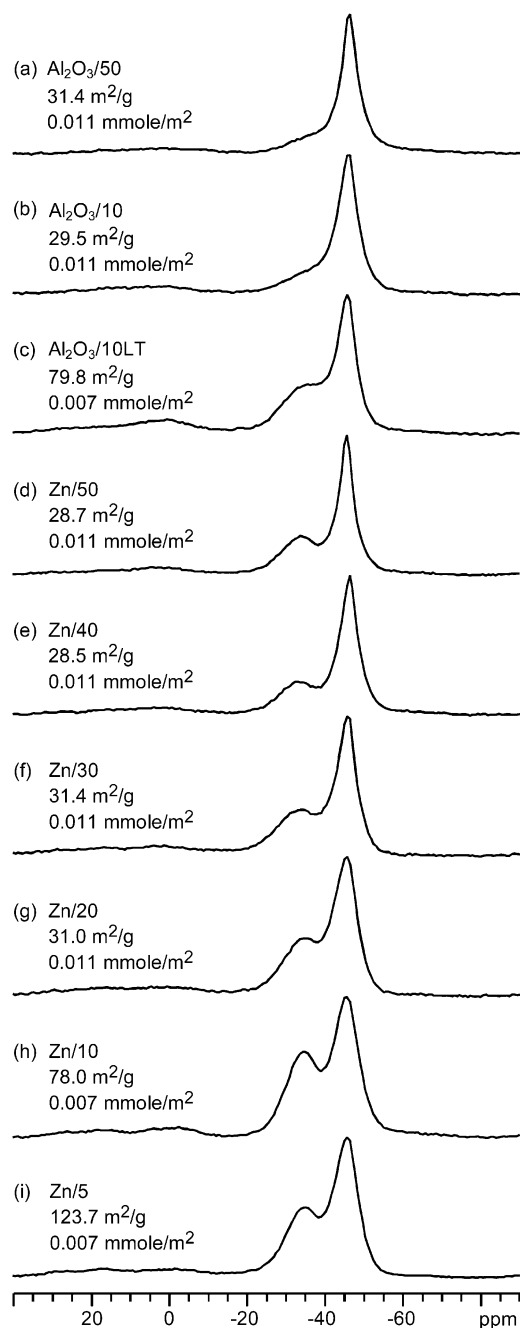 (a) Al₂O₃/50
31.4 m²/g
0.011 mmole/m²
(b) Al₂O₃/10
29.5 m²/g
0.011 mmole/m²
(c) Al₂O₃/10LT
79.8 m²/g
0.007 mmole/m²
(d) Zn/50
28.7 m²/g
0.011 mmole/m²
(e) Zn/40
28.5 m²/g
0.011 mmole/m²
(f) Zn/30
31.4 m²/g
0.011 mmole/m²
(g) Zn/20
31.0 m²/g
0.011 mmole/m²
(h) Zn/10
78.0 m²/g
0.007 mmole/m²
(i) Zn/5
123.7 m²/g
0.007 mmole/m²
20 0 -20 -40 -60 ppm